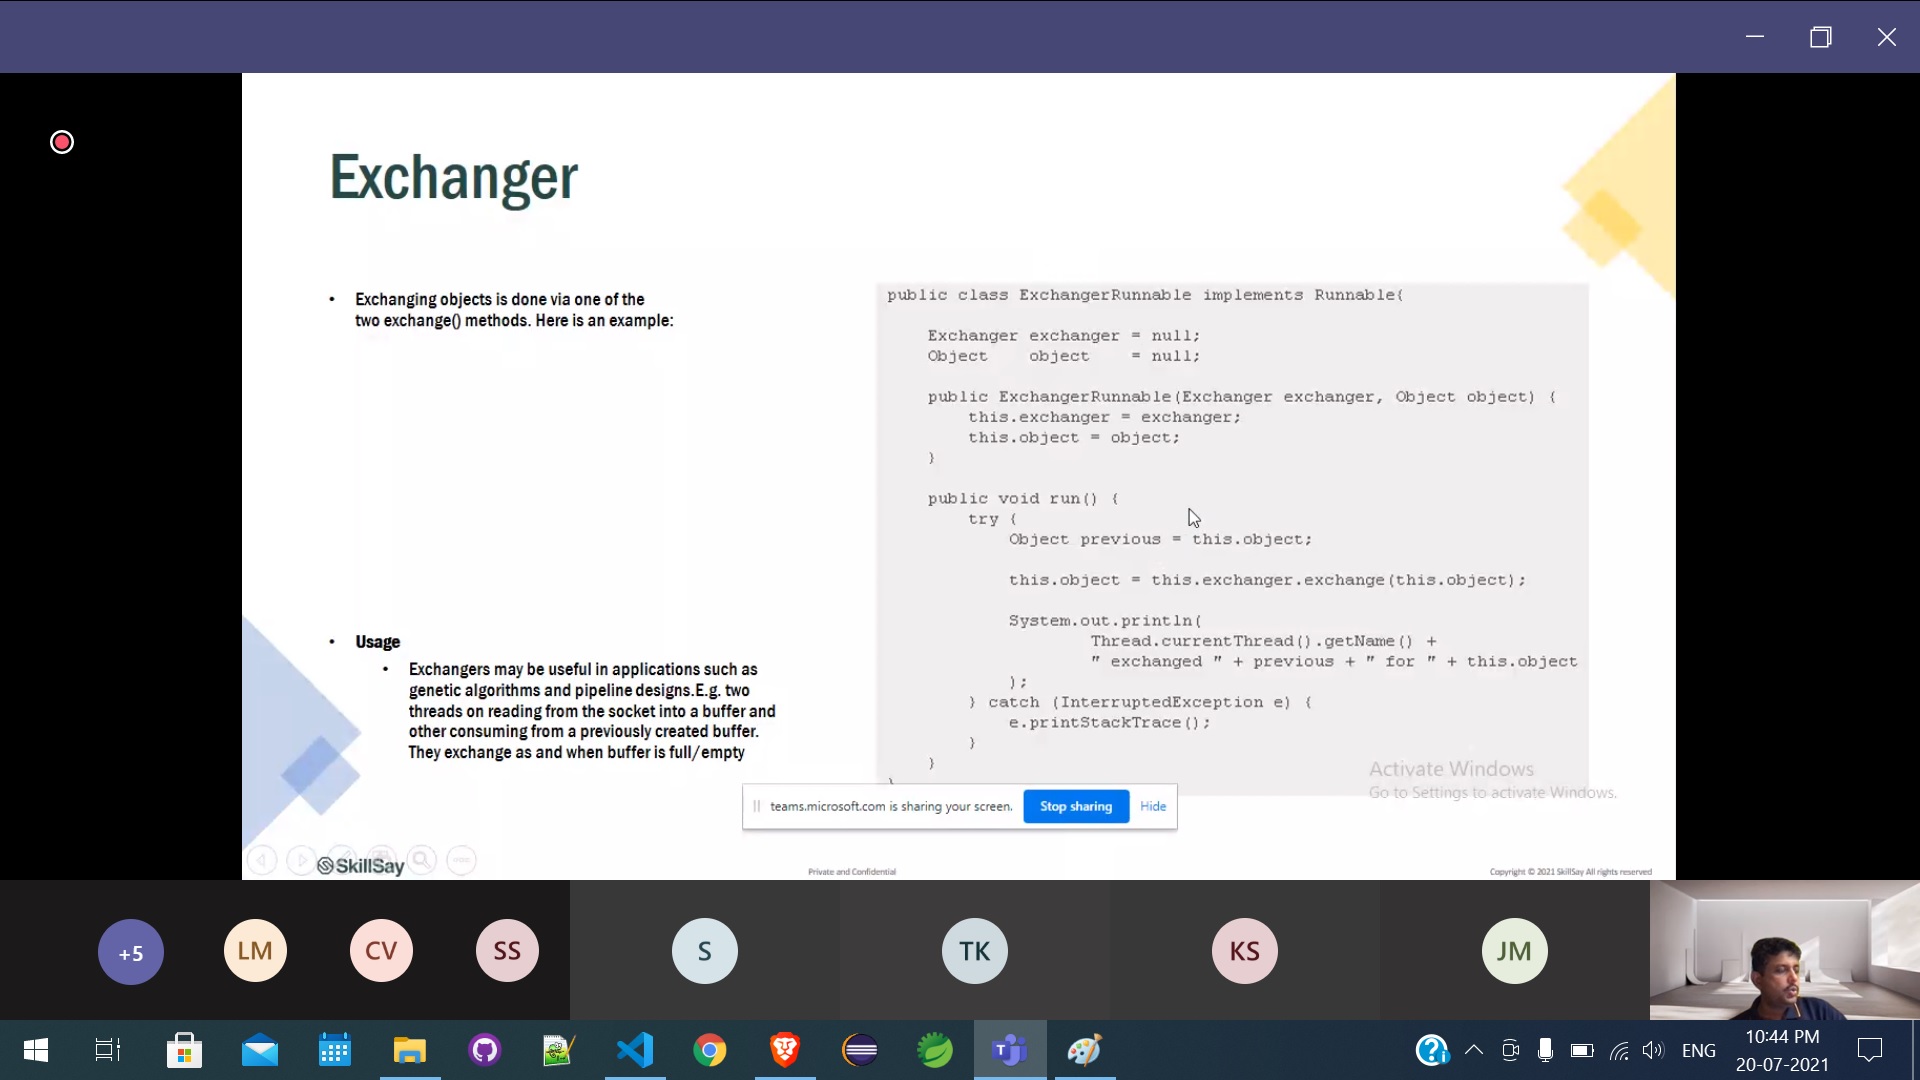 Exchanger
• Exchanging objects is done via one of the
two exchange() methods. Here is an example:
• Usage
• Exchangers may be useful in applications such as
genetic algorithms and pipeline designs.E.g. two
threads on reading from the socket into a buffer and
other consuming from a previously created buffer.
They exchange as and when buffer is full/empty
public class ExchangerRunnable implements Runnable{
Exchanger exchanger = null;
Object    object    = null;
public ExchangerRunnable(Exchanger exchanger, Object object) {
this.exchanger = exchanger;
this.object = object;
}
public void run() {
try {
Object previous = this.object;
this.object = this.exchanger.exchange(this.object);
System.out.println(
Thread.currentThread().getName() +
" exchanged " + previous + " for " + this.object
);
} catch (InterruptedException e) {
e.printStackTrace();
}
}
Activate Windows
Go to Settings to activate Windows.
teams.microsoft.com is sharing your screen. Stop sharing Hide
SkillSay
Private and Confidential
Copyright © 2021 SkillSay All rights reserved
+5 LM CV SS S TK KS JM
ENG
10:44 PM
20-07-2021